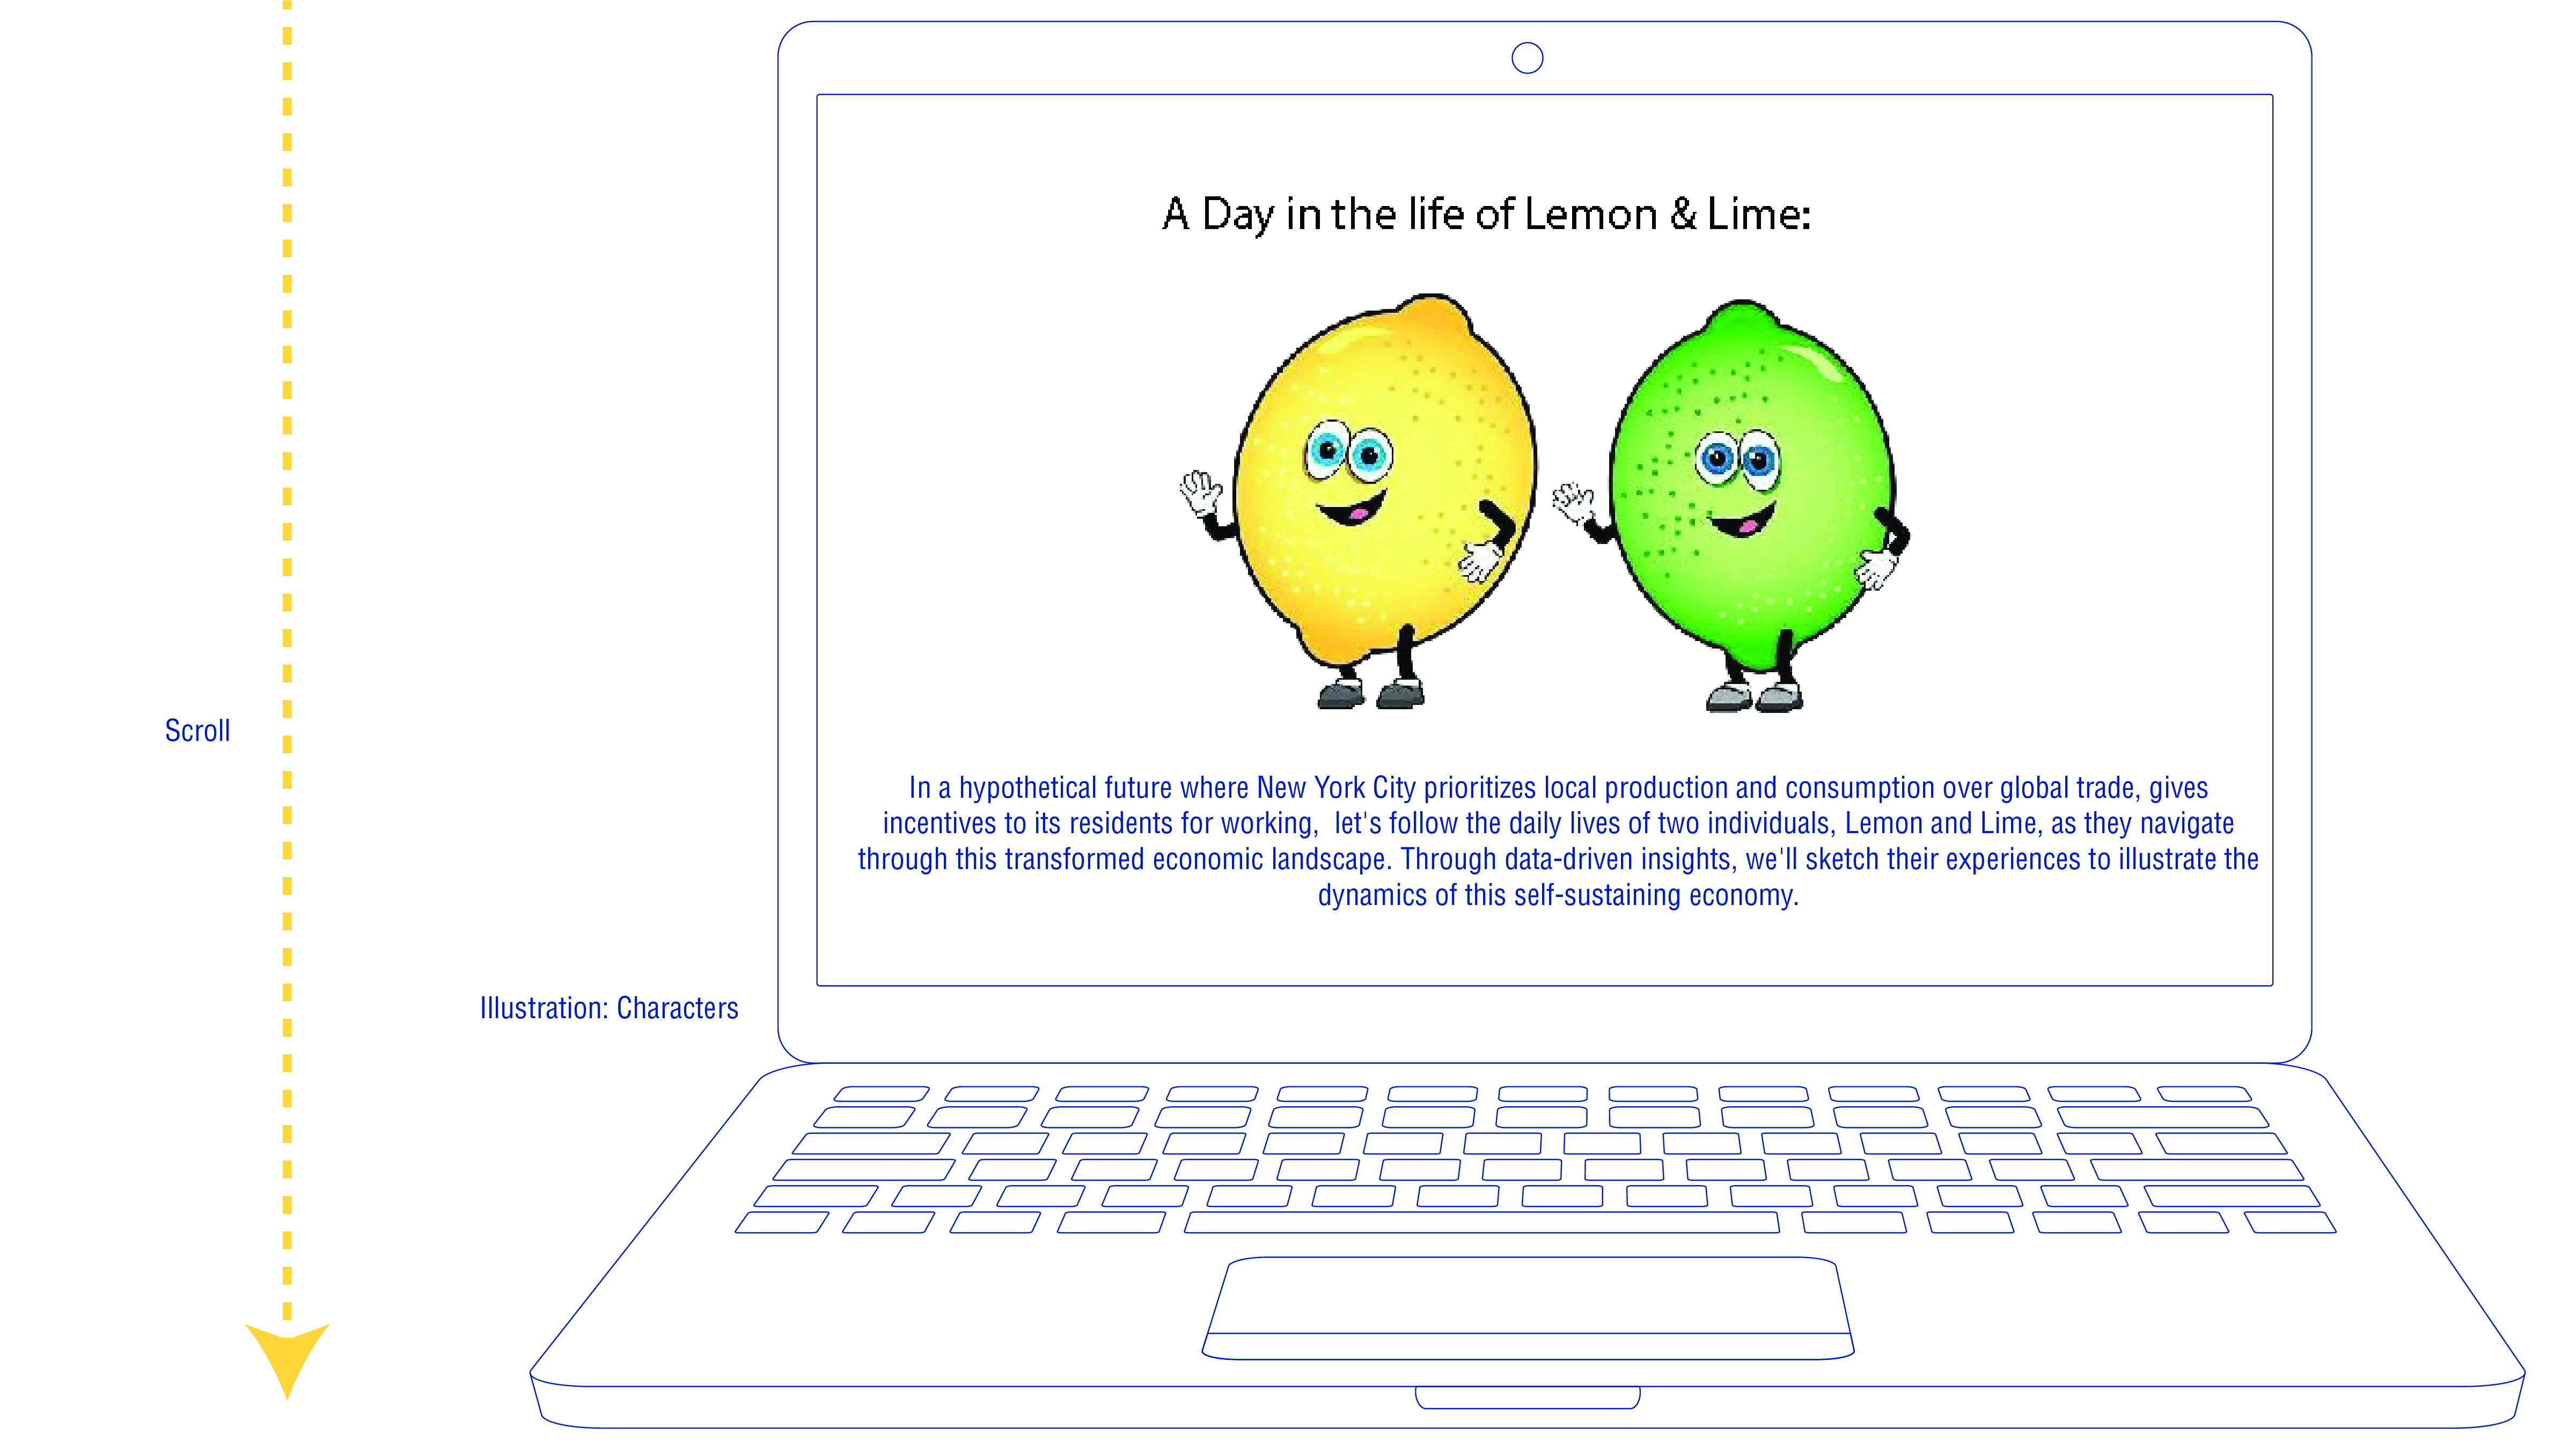 A Day in the life of Lemon & Lime:
Scroll
In a hypothetical future where New York City prioritizes local production and consumption over global trade, gives
incentives to its residents for working,  let's follow the daily lives of two individuals, Lemon and Lime, as they navigate
through this transformed economic landscape. Through data-driven insights, we'll sketch their experiences to illustrate the
dynamics of this self-sustaining economy.
Illustration: Characters